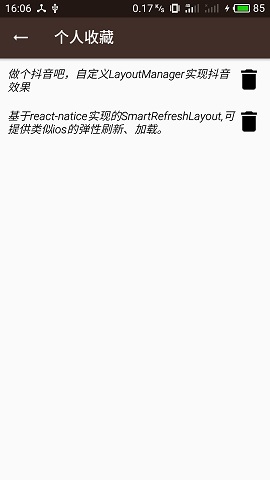 16:06 0.17 K/s 85
← 个人收藏
做个抖音吧，自定义LayoutManager实现抖音
效果
基于react-natice实现的SmartRefreshLayout,可
提供类似ios的弹性刷新、加载。